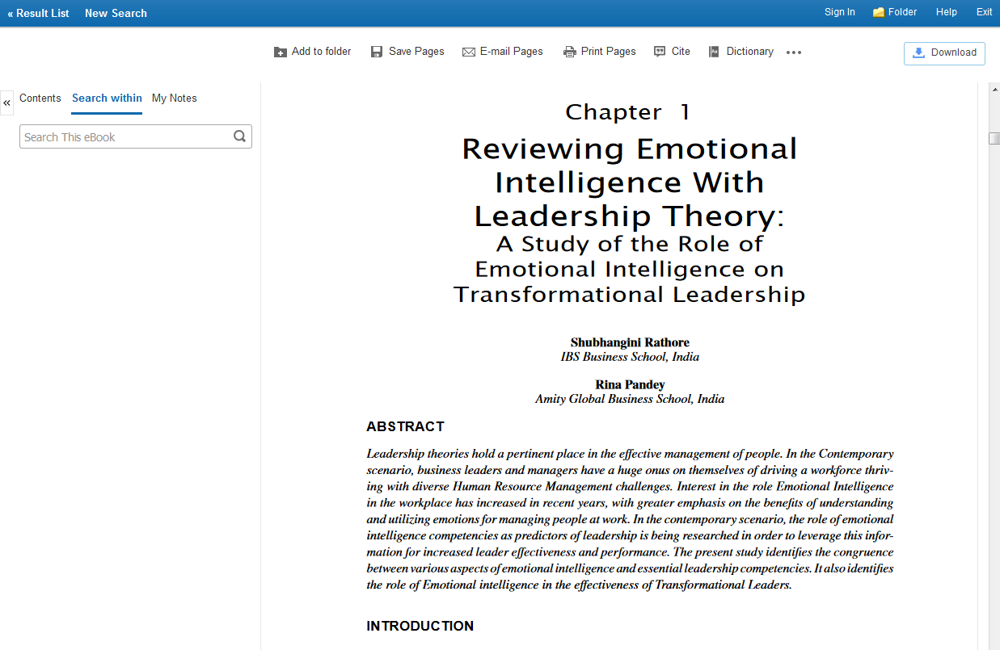 « Result List New Search Sign In Folder Help Exit
Add to folder Save Pages E-mail Pages Print Pages Cite Dictionary ••• Download
« Contents Search within My Notes
Search This eBook
Chapter 1
Reviewing Emotional
Intelligence With
Leadership Theory:
A Study of the Role of
Emotional Intelligence on
Transformational Leadership
Shubhangini Rathore
IBS Business School, India
Rina Pandey
Amity Global Business School, India
ABSTRACT
Leadership theories hold a pertinent place in the effective management of people. In the Contemporary
scenario, business leaders and managers have a huge onus on themselves of driving a workforce thriv-
ing with diverse Human Resource Management challenges. Interest in the role Emotional Intelligence
in the workplace has increased in recent years, with greater emphasis on the benefits of understanding
and utilizing emotions for managing people at work. In the contemporary scenario, the role of emotional
intelligence competencies as predictors of leadership is being researched in order to leverage this infor-
mation for increased leader effectiveness and performance. The present study identifies the congruence
between various aspects of emotional intelligence and essential leadership competencies. It also identifies
the role of Emotional intelligence in the effectiveness of Transformational Leaders.
INTRODUCTION